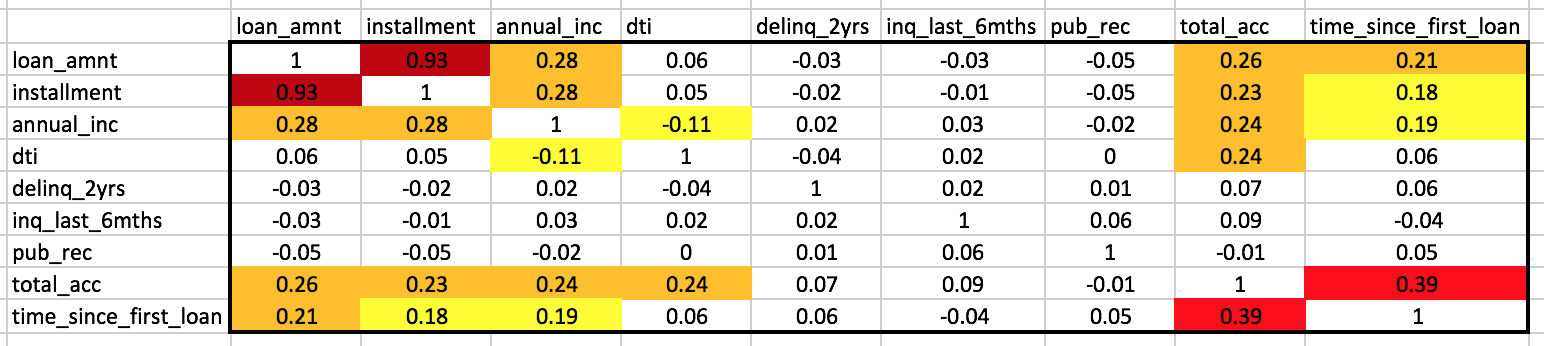 loan_amnt installment annual_inc dti delinq_2yrs inq_last_6mths pub_rec total_acc time_since_first_loan
loan_amnt 1 0.93 0.28 0.06 -0.03 -0.03 -0.05 0.26 0.21
installment 0.93 1 0.28 0.05 -0.02 -0.01 -0.05 0.23 0.18
annual_inc 0.28 0.28 1 -0.11 0.02 0.03 -0.02 0.24 0.19
dti 0.06 0.05 -0.11 1 -0.04 0.02 0 0.24 0.06
delinq_2yrs -0.03 -0.02 0.02 -0.04 1 0.02 0.01 0.07 0.06
inq_last_6mths -0.03 -0.01 0.03 0.02 0.02 1 0.06 0.09 -0.04
pub_rec -0.05 -0.05 -0.02 0 0.01 0.06 1 -0.01 0.05
total_acc 0.26 0.23 0.24 0.24 0.07 0.09 -0.01 1 0.39
time_since_first_loan 0.21 0.18 0.19 0.06 0.06 -0.04 0.05 0.39 1